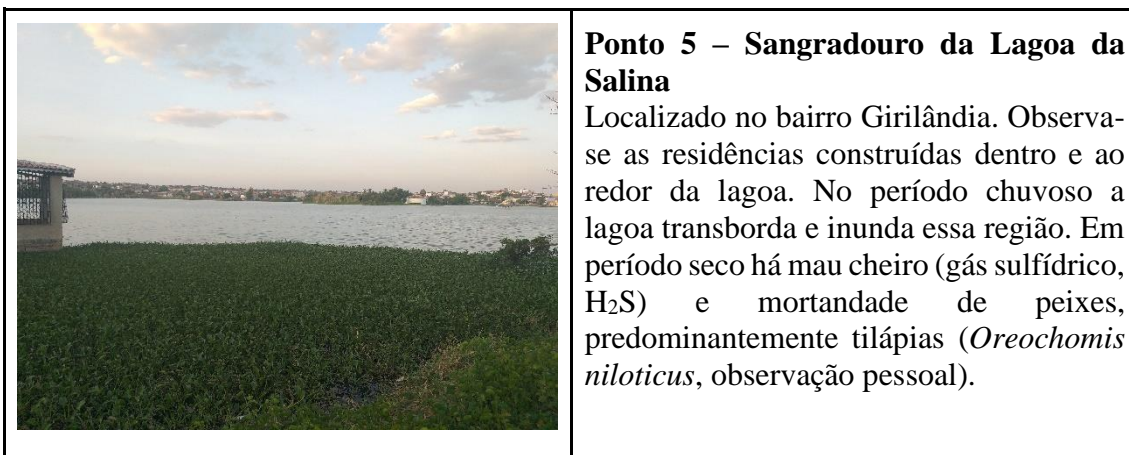 Ponto 5 – Sangradouro da Lagoa da
Salina
Localizado no bairro Girilândia. Observa-
se as residências construídas dentro e ao
redor da lagoa. No período chuvoso a
lagoa transborda e inunda essa região. Em
período seco há mau cheiro (gás sulfídrico,
H₂S) e mortandade de peixes,
predominantemente tilápias (Oreochomis
niloticus, observação pessoal).